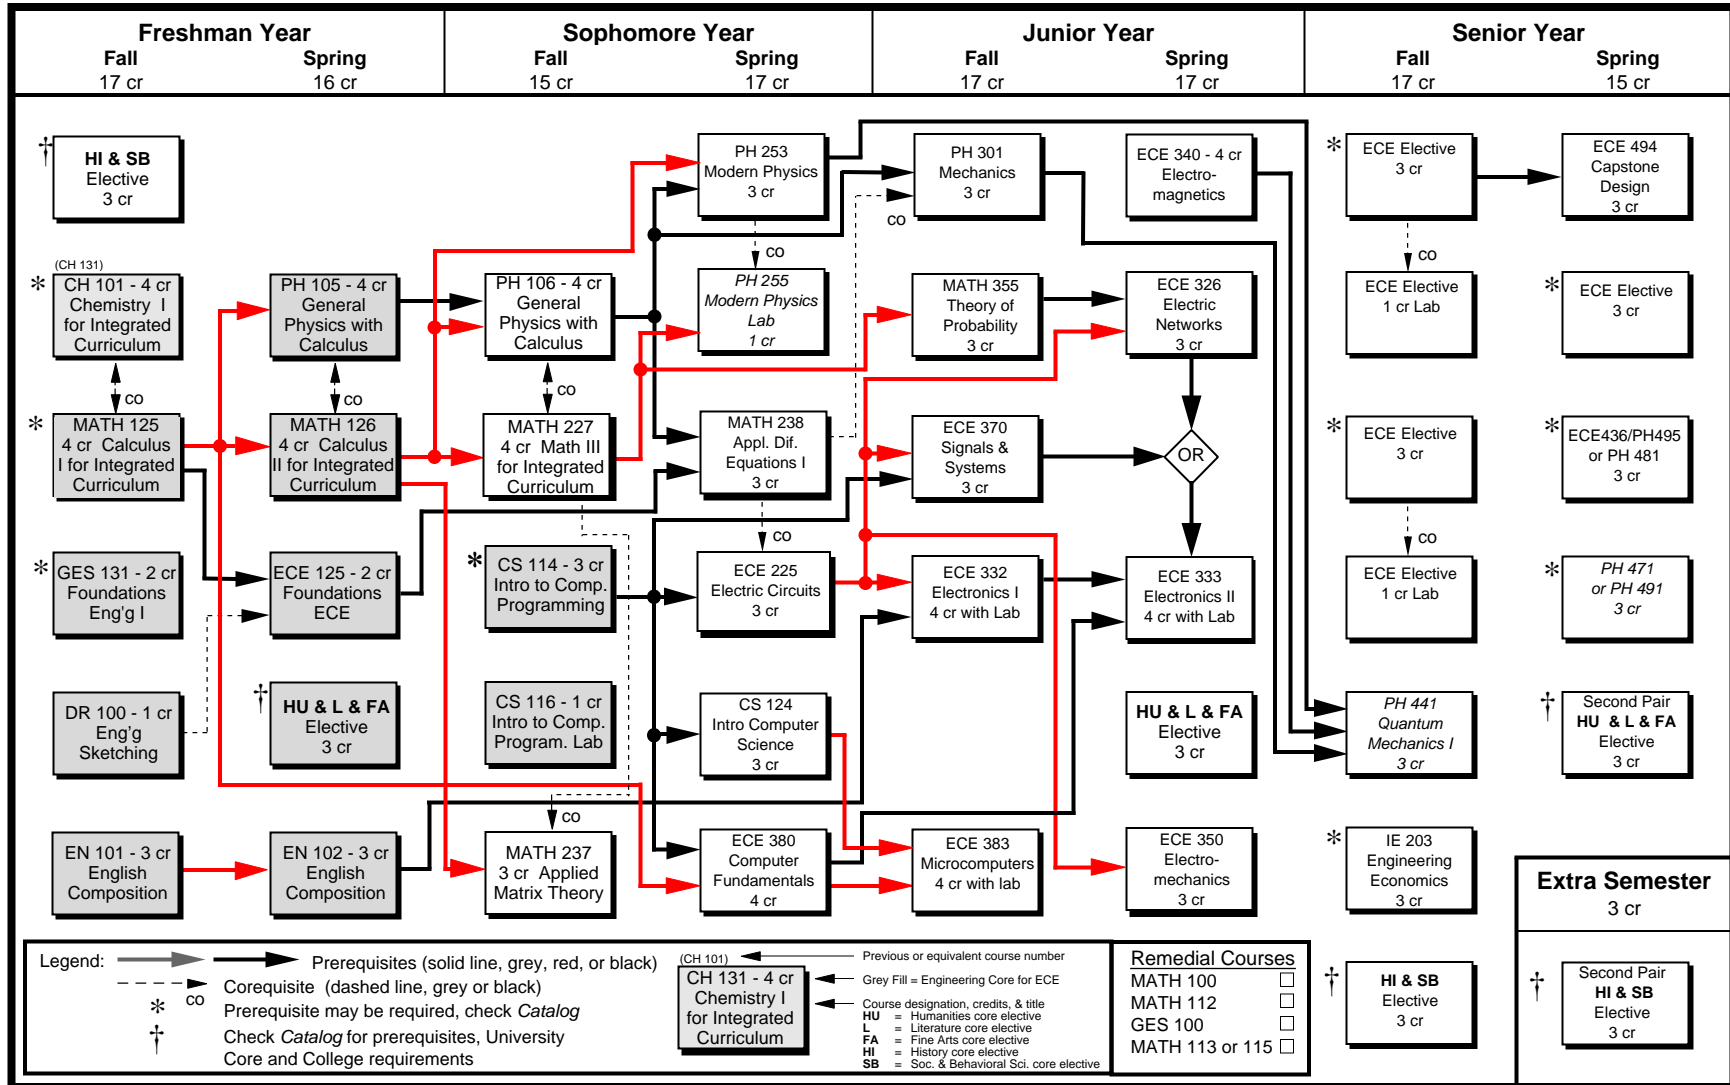 Freshman Year
Fall
17 cr
Spring
16 cr
Sophomore Year
Fall
15 cr
Spring
17 cr
Junior Year
Fall
17 cr
Spring
17 cr
Senior Year
Fall
17 cr
Spring
15 cr
†
HI & SB
Elective
3 cr
(CH 131)
*
CH 101 - 4 cr
Chemistry I
for Integrated
Curriculum
co
*
MATH 125
4 cr Calculus
I for Integrated
Curriculum
*
GES 131 - 2 cr
Foundations
Eng'g I
DR 100 - 1 cr
Eng'g
Sketching
EN 101 - 3 cr
English
Composition
PH 105 - 4 cr
General
Physics with
Calculus
co
MATH 126
4 cr Calculus
II for Integrated
Curriculum
ECE 125 - 2 cr
Foundations
ECE
†
HU & L & FA
Elective
3 cr
EN 102 - 3 cr
English
Composition
PH 106 - 4 cr
General
Physics with
Calculus
co
MATH 227
4 cr Math III
for Integrated
Curriculum
*
CS 114 - 3 cr
Intro to Comp.
Programming
CS 116 - 1 cr
Intro to Comp.
Program. Lab
co
MATH 237
3 cr Applied
Matrix Theory
PH 253
Modern Physics
3 cr
co
PH 255
Modern Physics
Lab
1 cr
MATH 238
Appl. Dif.
Equations I
3 cr
co
ECE 225
Electric Circuits
3 cr
CS 124
Intro Computer
Science
3 cr
ECE 380
Computer
Fundamentals
4 cr
PH 301
Mechanics
3 cr
co
MATH 355
Theory of
Probability
3 cr
ECE 370
Signals &
Systems
3 cr
ECE 332
Electronics I
4 cr with Lab
ECE 383
Microcomputers
4 cr with lab
ECE 340 - 4 cr
Electro-
magnetics
ECE 326
Electric
Networks
3 cr
OR
ECE 333
Electronics II
4 cr with Lab
HU & L & FA
Elective
3 cr
ECE 350
Electro-
mechanics
3 cr
*
ECE Elective
3 cr
co
ECE Elective
1 cr Lab
*
ECE Elective
3 cr
co
ECE Elective
1 cr Lab
PH 441
Quantum
Mechanics I
3 cr
*
IE 203
Engineering
Economics
3 cr
†
HI & SB
Elective
3 cr
ECE 494
Capstone
Design
3 cr
*
ECE Elective
3 cr
*
ECE436/PH495
or PH 481
3 cr
*
PH 471
or PH 491
3 cr
†
Second Pair
HU & L & FA
Elective
3 cr
Extra Semester
3 cr
†
Second Pair
HI & SB
Elective
3 cr
Legend:
Prerequisites (solid line, grey, red, or black)
co
Corequisite (dashed line, grey or black)
* Prerequisite may be required, check Catalog
† Check Catalog for prerequisites, University
Core and College requirements
(CH 101)
CH 131 - 4 cr
Chemistry I
for Integrated
Curriculum
Previous or equivalent course number
Grey Fill = Engineering Core for ECE
Course designation, credits, & title
HU = Humanities core elective
L = Literature core elective
FA = Fine Arts core elective
HI = History core elective
SB = Soc. & Behavioral Sci. core elective
Remedial Courses
MATH 100
MATH 112
GES 100
MATH 113 or 115